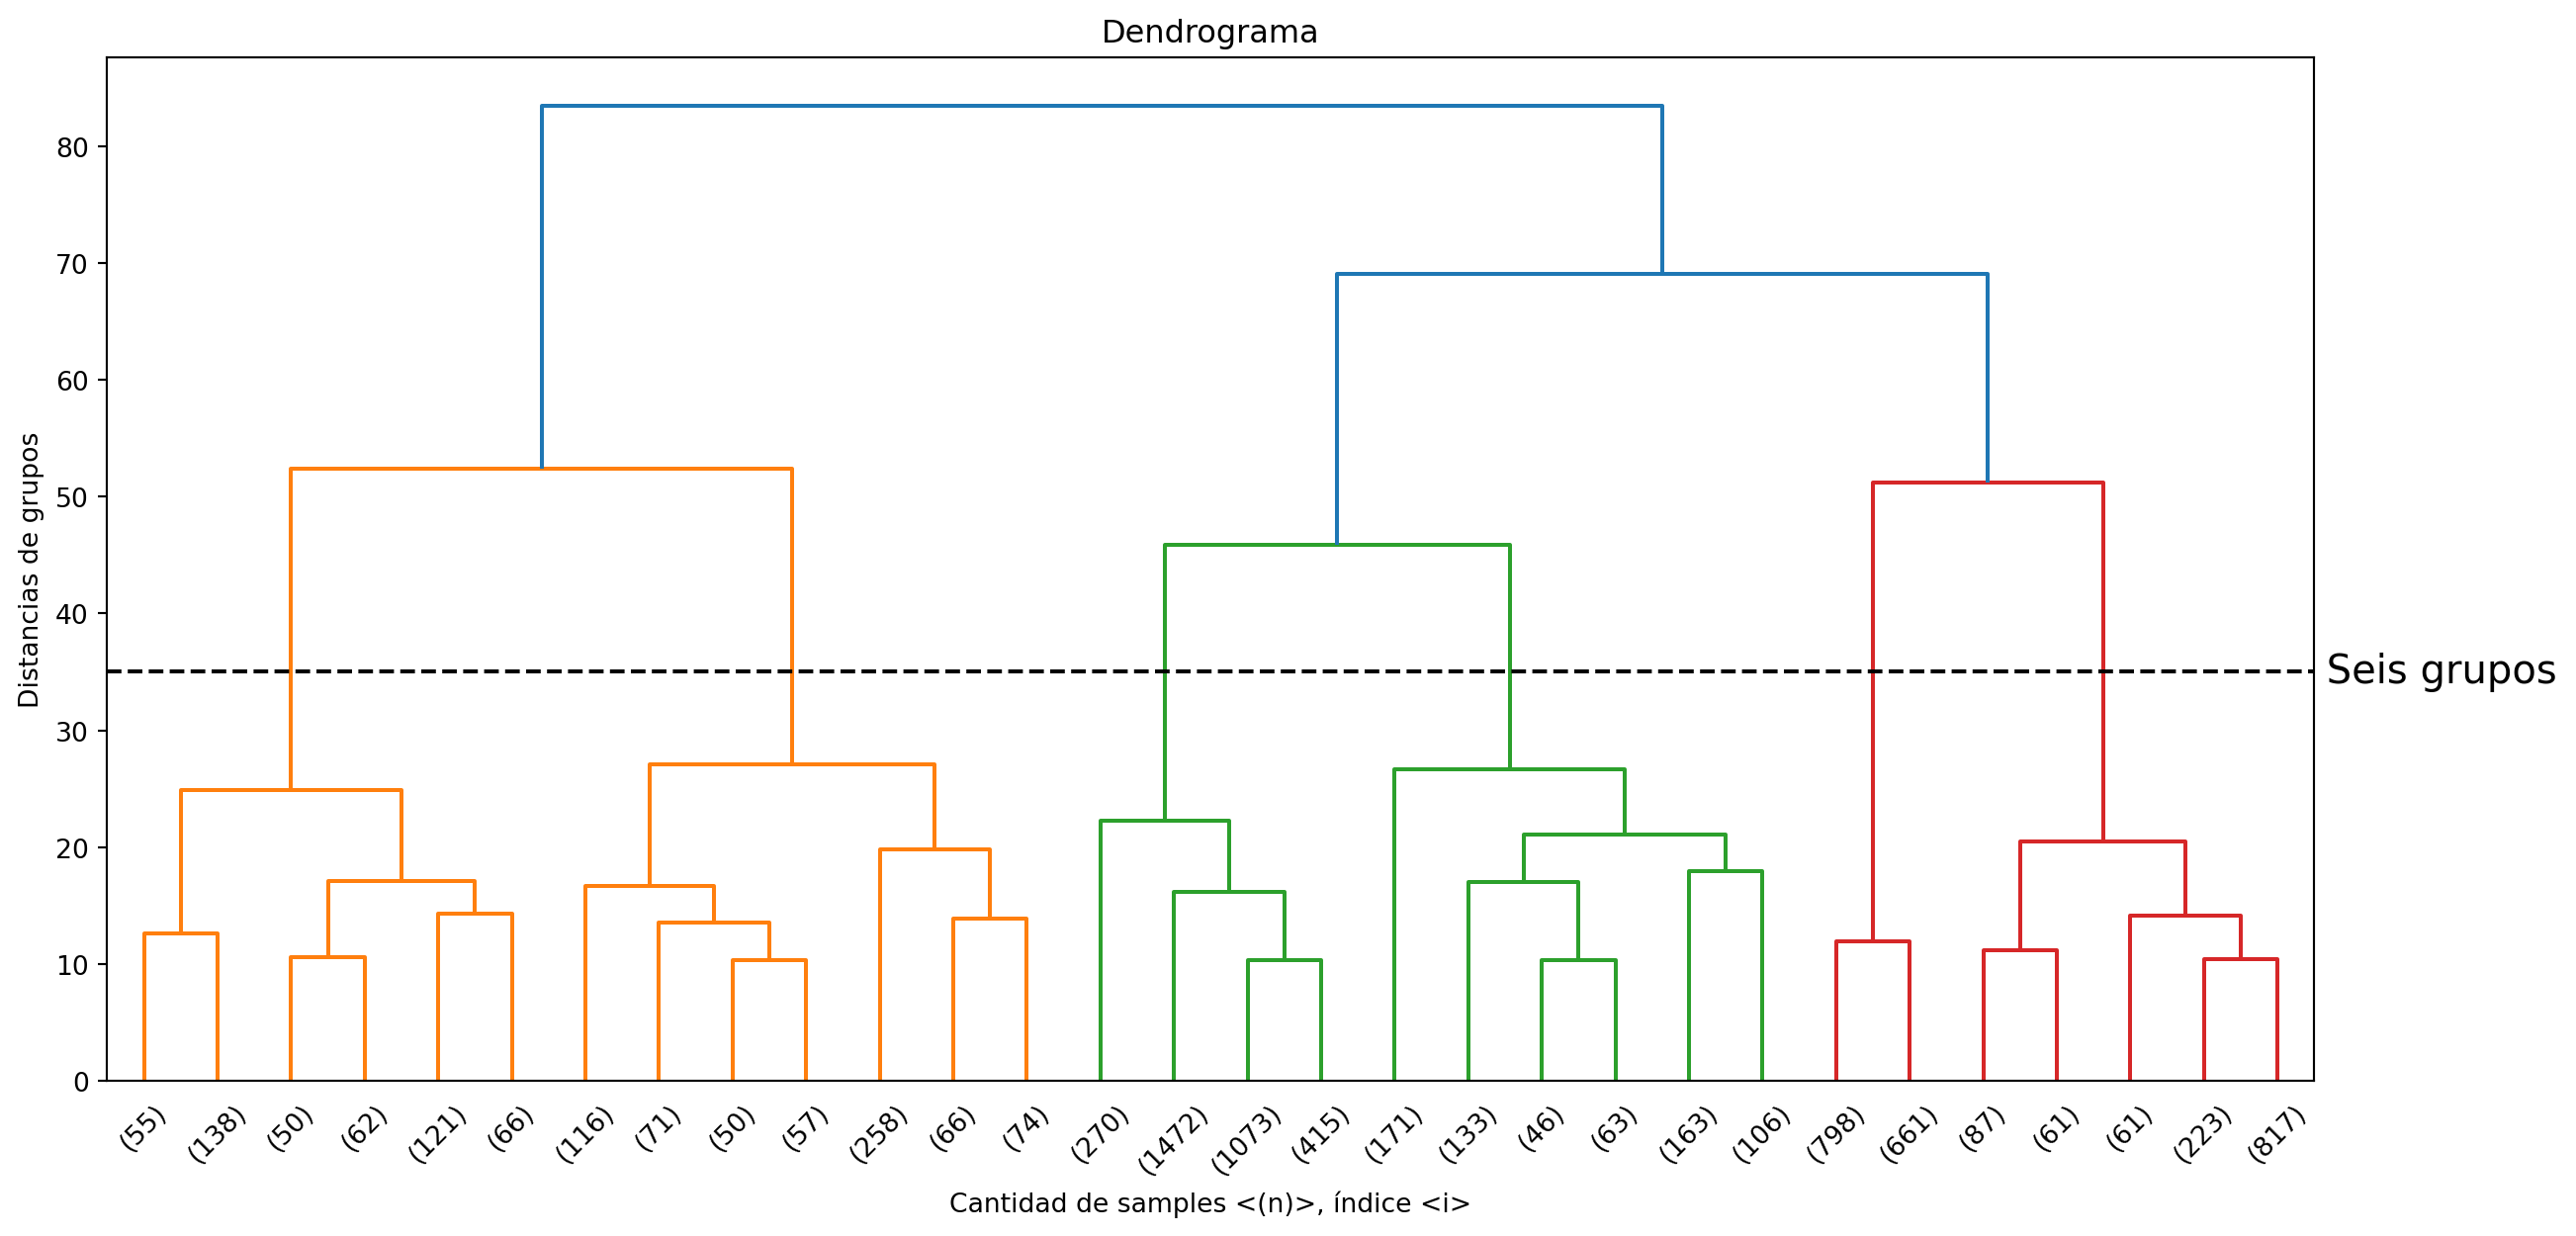 Dendrograma
Distancias de grupos
80
70
60
50
40
30
20
10
0
Seis grupos
(55) (138) (50) (62) (121) (66) (116) (71) (50) (57) (258) (66) (74) (270) (1472) (1073) (415) (171) (133) (46) (63) (163) (106) (798) (661) (87) (61) (61) (223) (817)
Cantidad de samples <(n)>, índice <i>